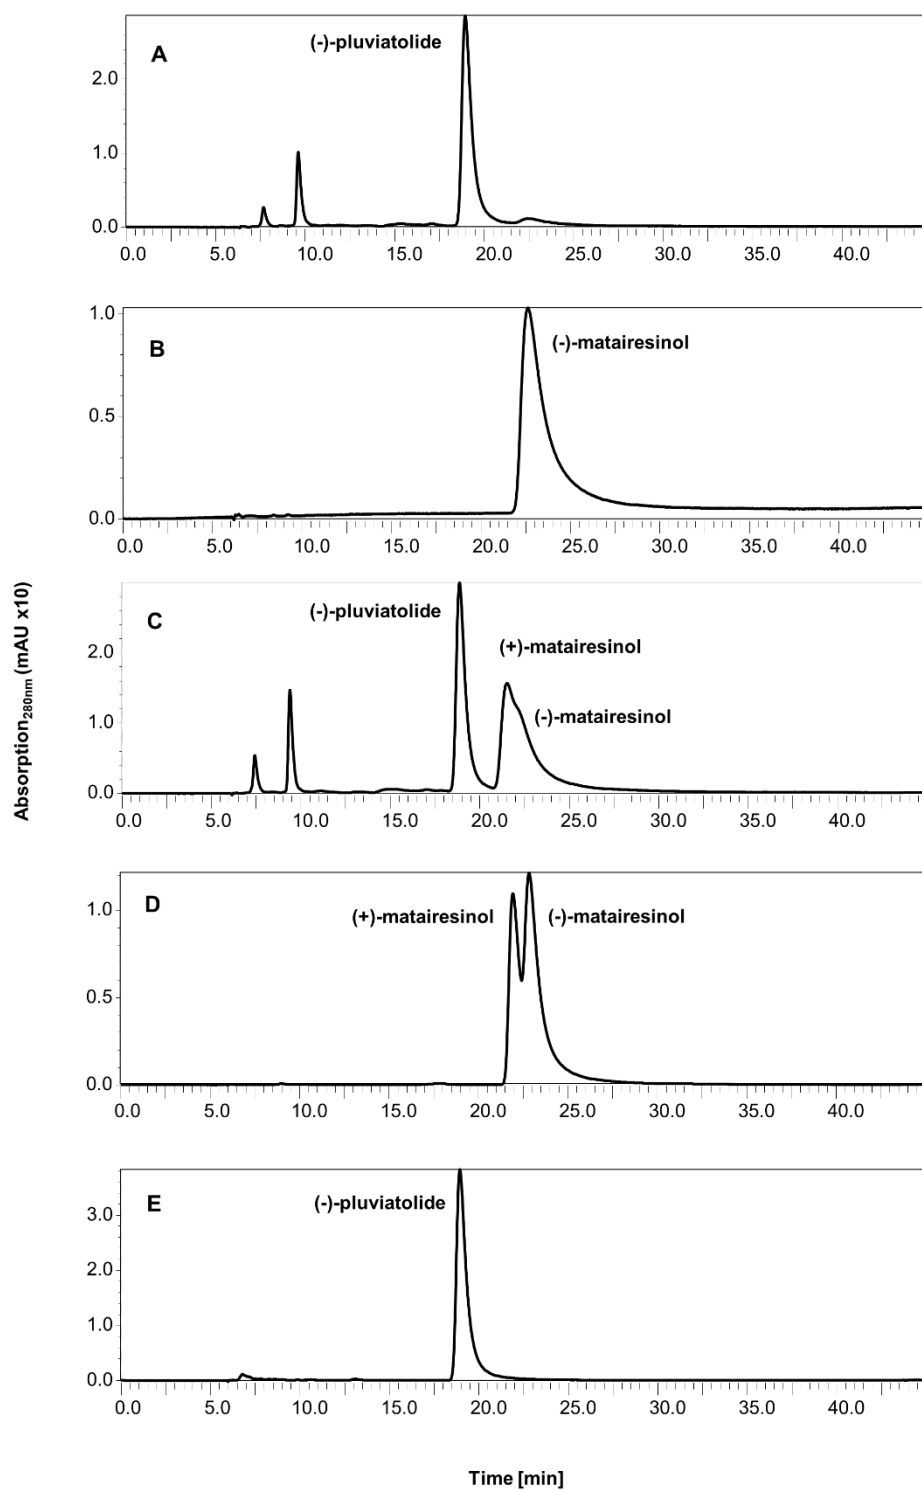 A
(-)-pluviatolide
2.0
1.0
0.0
0.0 5.0 10.0 15.0 20.0 25.0 30.0 35.0 40.0
B
(-)-matairesinol
1.0
0.5
0.0
0.0 5.0 10.0 15.0 20.0 25.0 30.0 35.0 40.0
C
(-)-pluviatolide
(+)-matairesinol
(-)-matairesinol
2.0
1.0
0.0
0.0 5.0 10.0 15.0 20.0 25.0 30.0 35.0 40.0
Absorption280nm (mAU x10)
D
(+)-matairesinol (-)-matairesinol
1.0
0.5
0.0
0.0 5.0 10.0 15.0 20.0 25.0 30.0 35.0 40.0
E
(-)-pluviatolide
3.0
2.0
1.0
0.0
0.0 5.0 10.0 15.0 20.0 25.0 30.0 35.0 40.0
Time [min]